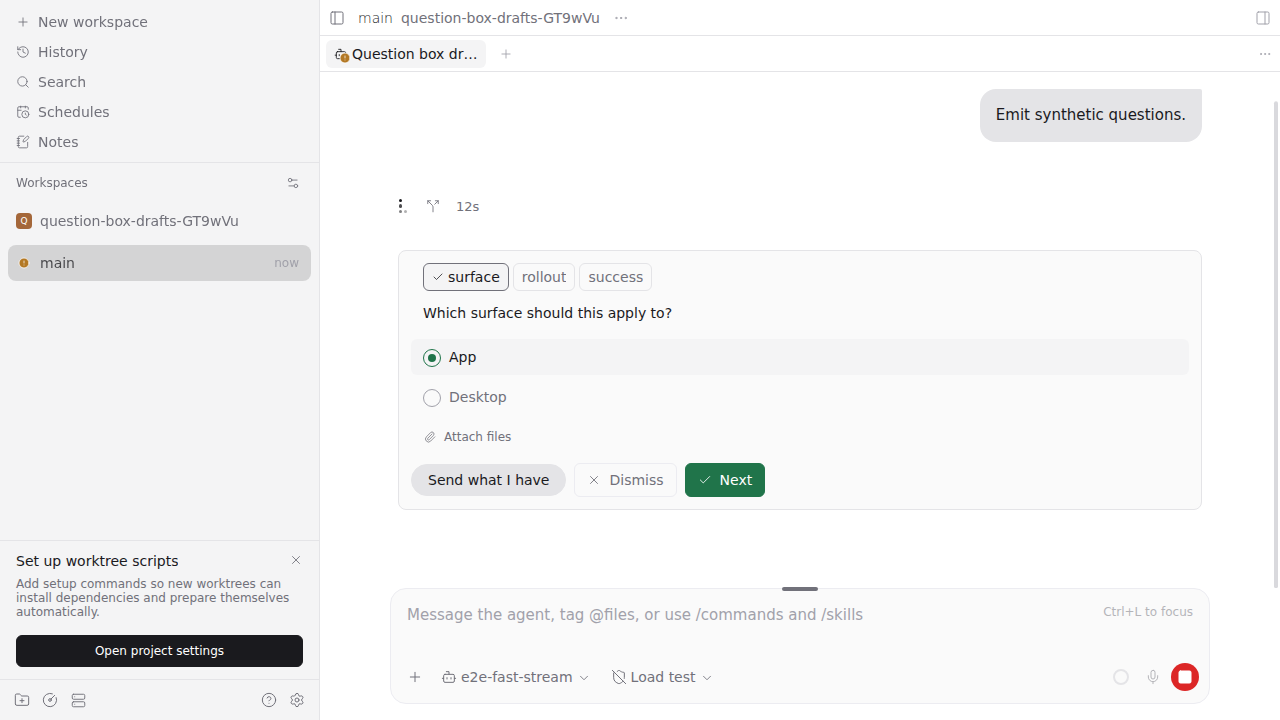 New workspace
History
Search
Schedules
Notes
Workspaces
Q question-box-drafts-GT9wVu
main now
Set up worktree scripts
Add setup commands so new worktrees can
install dependencies and prepare themselves
automatically.
Open project settings
main question-box-drafts-GT9wVu
Question box dr...
Emit synthetic questions.
12s
surface rollout success
Which surface should this apply to?
App
Desktop
Attach files
Send what I have Dismiss Next
Message the agent, tag @files, or use /commands and /skills Ctrl+L to focus
e2e-fast-stream Load test